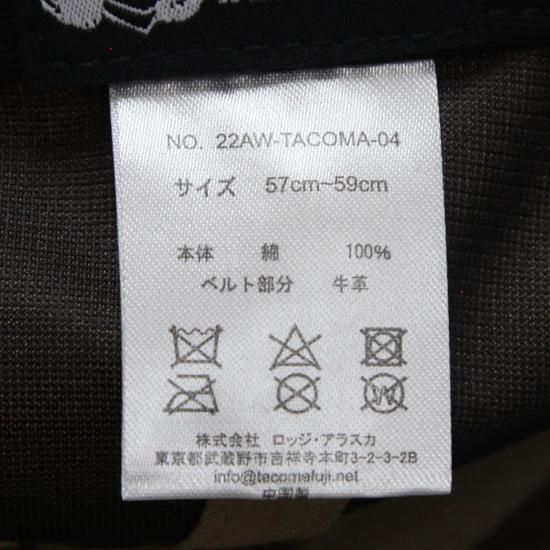 NO. 22AW-TACOMA-04
サイズ 57cm~59cm
本体 綿 100%
ベルト部分 牛革
株式会社 ロッジ・アラスカ
東京都武蔵野市吉祥寺本町3-2-3-2B
info@tacomafuji.net
中国製